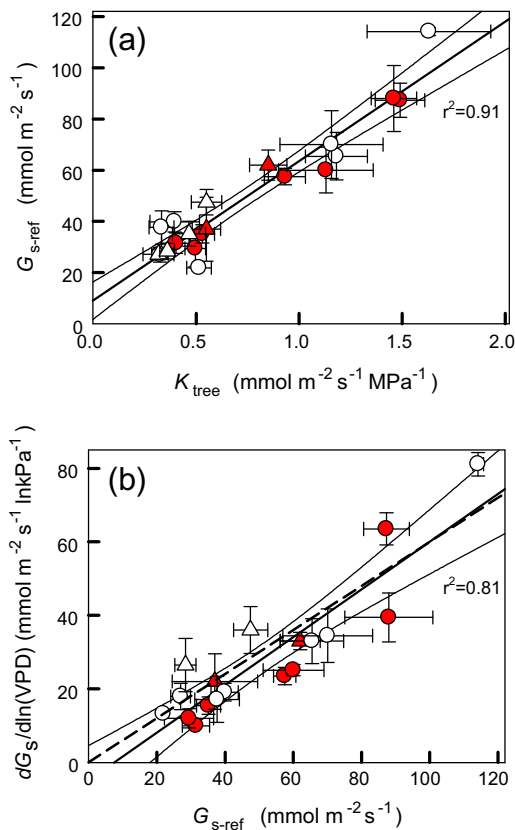 (a)
120
100
80
60
40
20
0
G s-ref (mmol m⁻² s⁻¹)
r²=0.91
0.0 0.5 1.0 1.5 2.0
K tree (mmol m⁻² s⁻¹ MPa⁻¹)
(b)
80
60
40
20
0
dGs/dln(VPD) (mmol m⁻² s⁻¹ lnkPa⁻¹)
r²=0.81
0 20 40 60 80 100 120
G s-ref (mmol m⁻² s⁻¹)